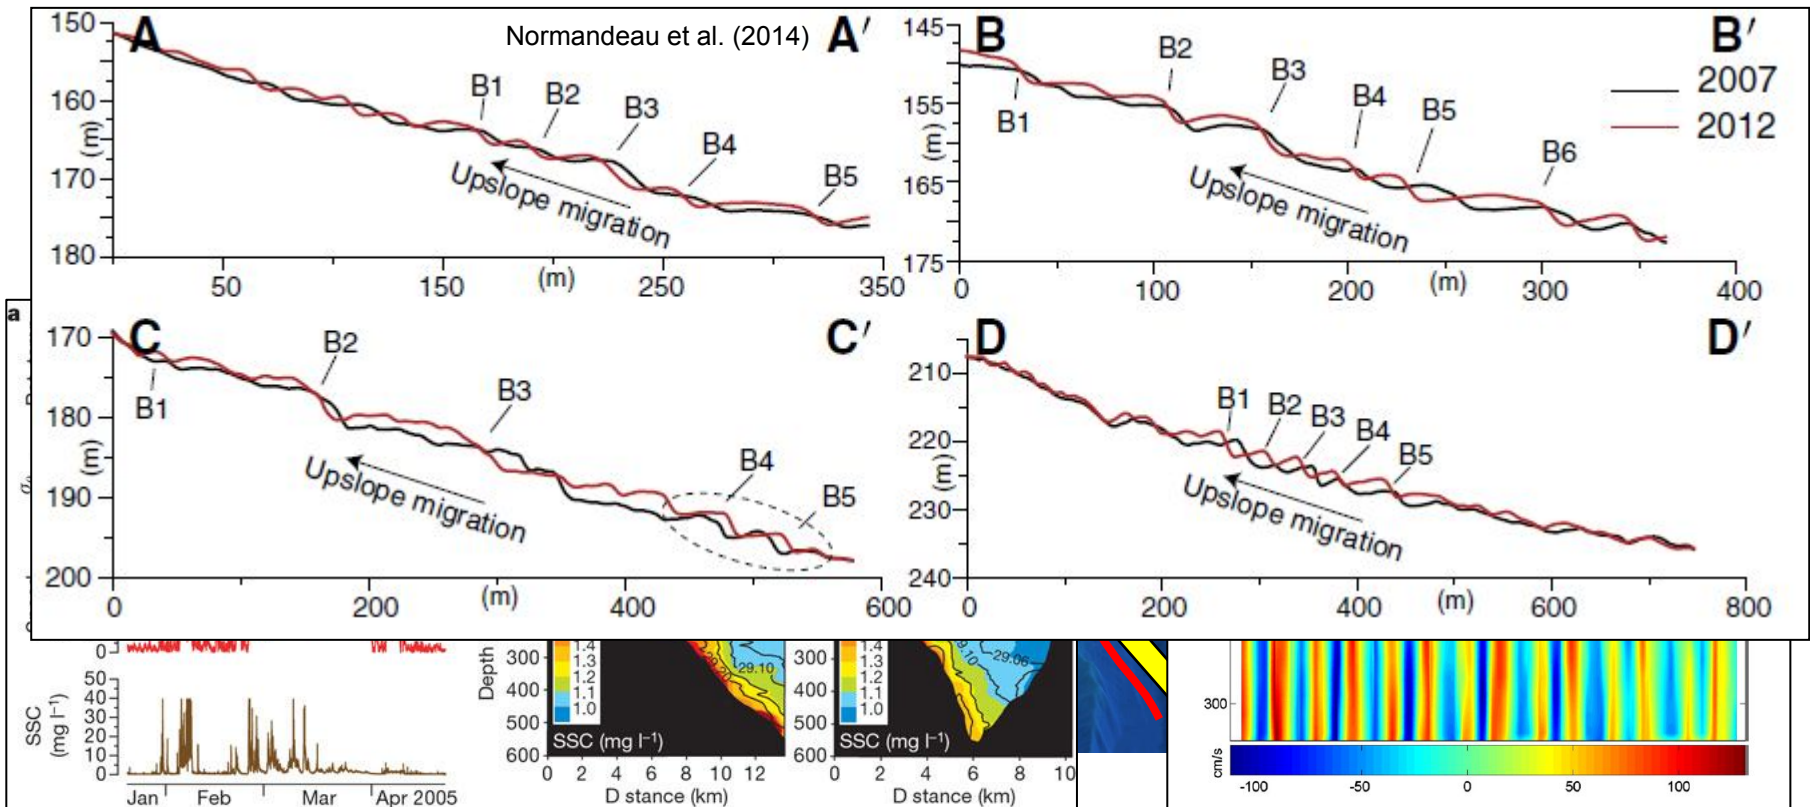 Normandeau et al. (2014)
A
A′
150
160
170
180
(m)
B1
B2
B3
B4
B5
Upslope migration
50
150
(m)
250
350
B
B′
145
155
165
175
(m)
B1
B2
B3
B4
B5
B6
2007
2012
Upslope migration
0
100
200
(m)
300
400
a
C
C′
170
180
190
200
(m)
B1
B2
B3
B4
B5
Upslope migration
0
200
(m)
400
600
D
D′
210
220
230
240
(m)
B1
B2
B3
B4
B5
Upslope migration
0
200
400
(m)
600
800
0
50
40
30
20
10
0
SSC
(mg l⁻¹)
Jan
Feb
Mar
Apr 2005
Depth
300
400
500
600
1.4
1.3
1.2
1.1
1.0
29.20
29.10
SSC (mg l⁻¹)
0 2 4 6 8 10 12
D stance (km)
300
400
500
600
1.4
1.3
1.2
1.1
1.0
9.10
29.06
SSC (mg l⁻¹)
0 2 4 6 8 10
D stance (km)
300
cm/s
-100 -50 0 50 100